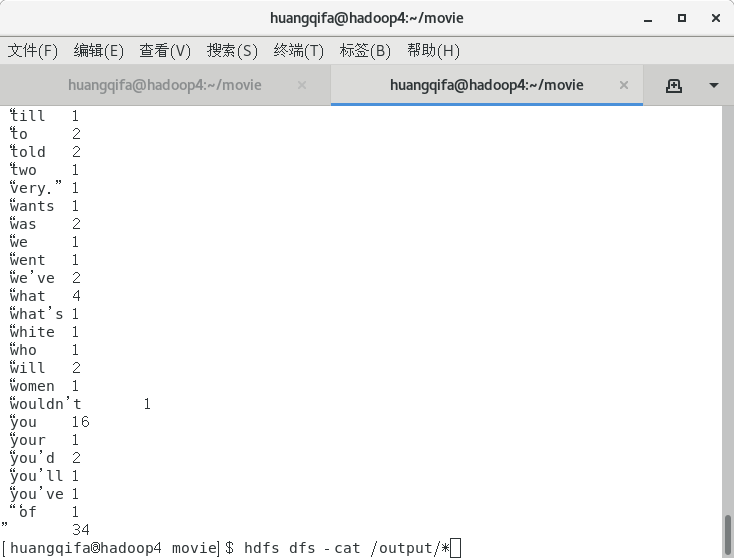 huangqifa@hadoop4:~/movie
文件(F) 编辑(E) 查看(V) 搜索(S) 终端(T) 标签(B) 帮助(H)
huangqifa@hadoop4:~/movie × huangqifa@hadoop4:~/movie ×
“till 1
“to 2
“told 2
“two 1
“very.” 1
“wants 1
“was 2
“we 1
“went 1
“we’ve 2
“what 4
“what’s 1
“white 1
“who 1
“will 2
“women 1
“wouldn’t 1
“you 16
“your 1
“you’d 2
“you’ll 1
“you’ve 1
“‘of 1
” 34
[huangqifa@hadoop4 movie]$ hdfs dfs -cat /output/*